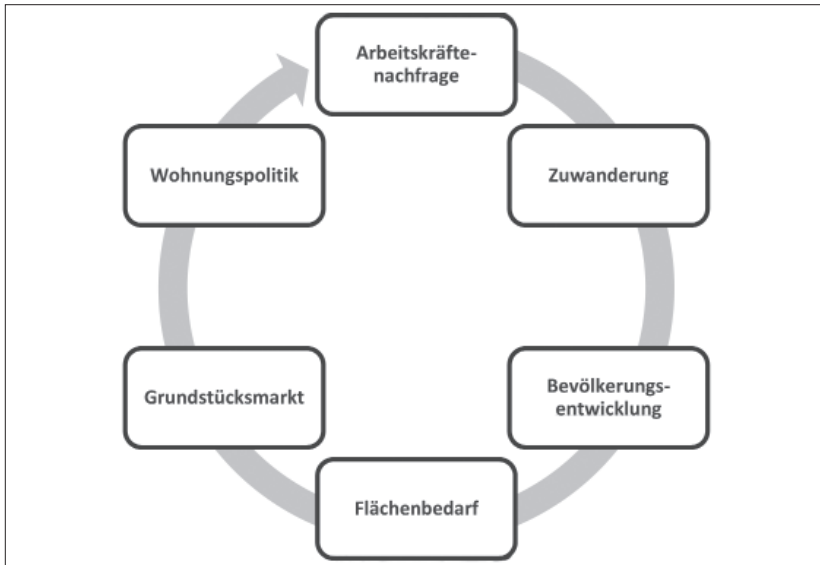 Arbeitskräfte-
nachfrage
Zuwanderung
Bevölkerungs-
entwicklung
Flächenbedarf
Grundstücksmarkt
Wohnungspolitik